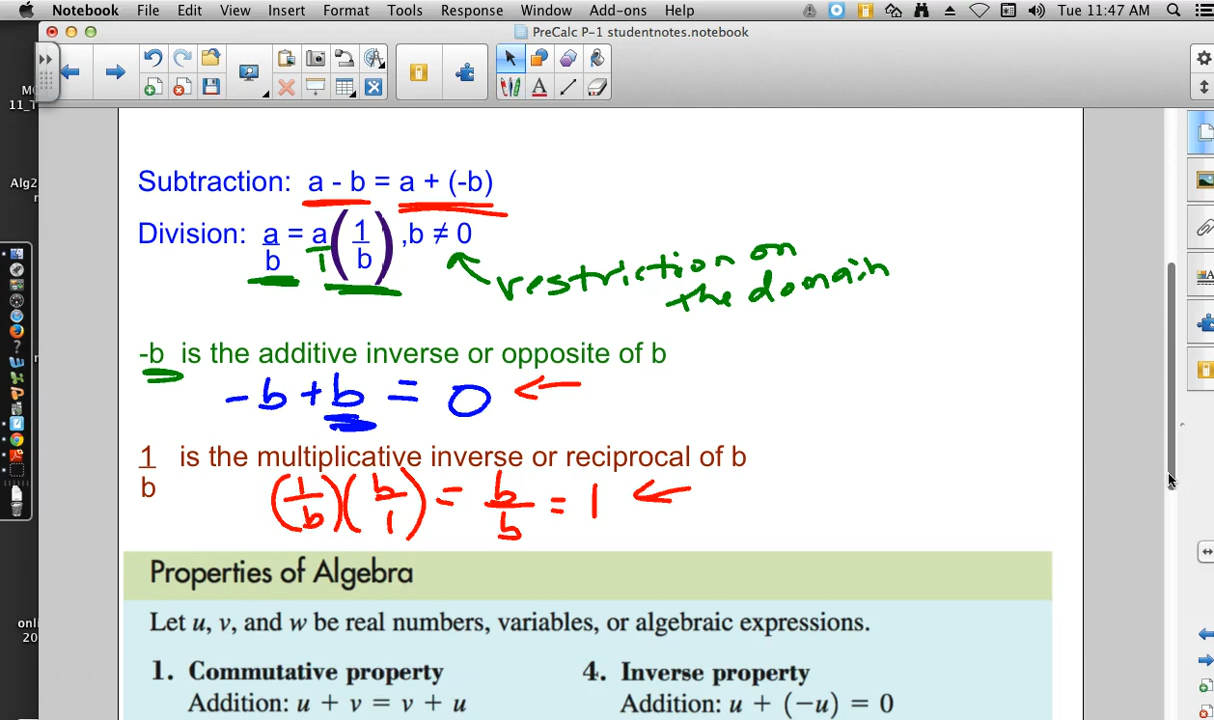 Notebook File Edit View Insert Format Tools Response Window Add-ons Help Tue 11:47 AM
PreCalc P-1 studentnotes.notebook
Alg2
Subtraction: a - b = a + (-b)
Division: a/b = a/1 (1/b) , b ≠ 0
restriction on
the domain
-b is the additive inverse or opposite of b
-b + b = 0
1/b is the multiplicative inverse or reciprocal of b
(1/b)(b/1) = b/b = 1
Properties of Algebra
Let u, v, and w be real numbers, variables, or algebraic expressions.
1. Commutative property
Addition: u + v = v + u
4. Inverse property
Addition: u + (−u) = 0